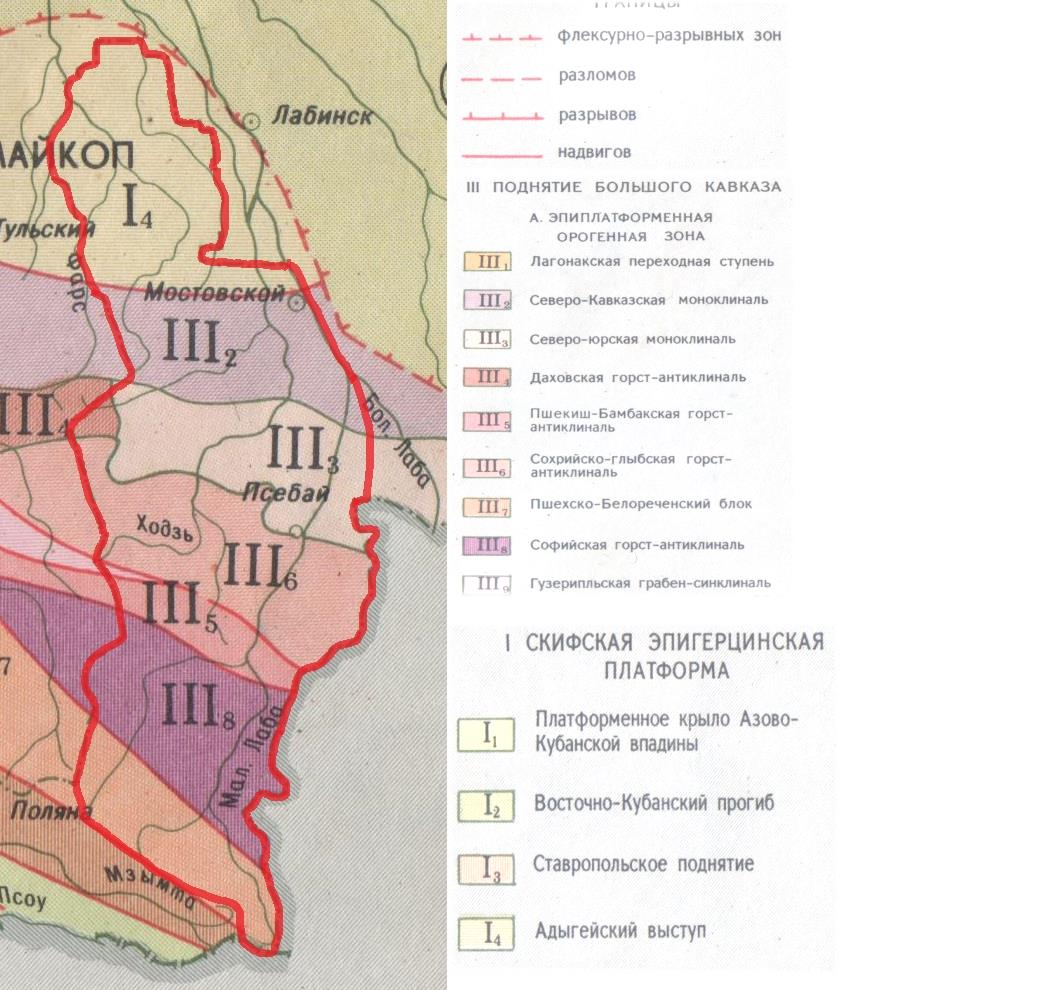 Лабинск
МАЙКОП
I4
Тульский
Фарс
Мостовской
III2
III4
III3
Бол. Лаба
Псебай
Ходзь
III6
III5
7
III8
Мал. Лаба
Поляна
Мзымта
Псоу
ГРАНИЦЫ
флексурно-разрывных зон
разломов
разрывов
надвигов
III ПОДНЯТИЕ БОЛЬШОГО КАВКАЗА
А. ЭПИПЛАТФОРМЕННАЯ
ОРОГЕННАЯ ЗОНА
III1 Лагонакская переходная ступень
III2 Северо-Кавказская моноклиналь
III3 Северо-юрская моноклиналь
III4 Даховская горст-антиклиналь
III5 Пшекиш-Бамбакская горст-
антиклиналь
III6 Сохрийско-глыбская горст-
антиклиналь
III7 Пшехско-Белореченский блок
III8 Софийская горст-антиклиналь
III9 Гузерипльская грабен-синклиналь
I СКИФСКАЯ ЭПИГЕРЦИНСКАЯ
ПЛАТФОРМА
I1 Платформенное крыло Азово-
Кубанской впадины
I2 Восточно-Кубанский прогиб
I3 Ставропольское поднятие
I4 Адыгейский выступ